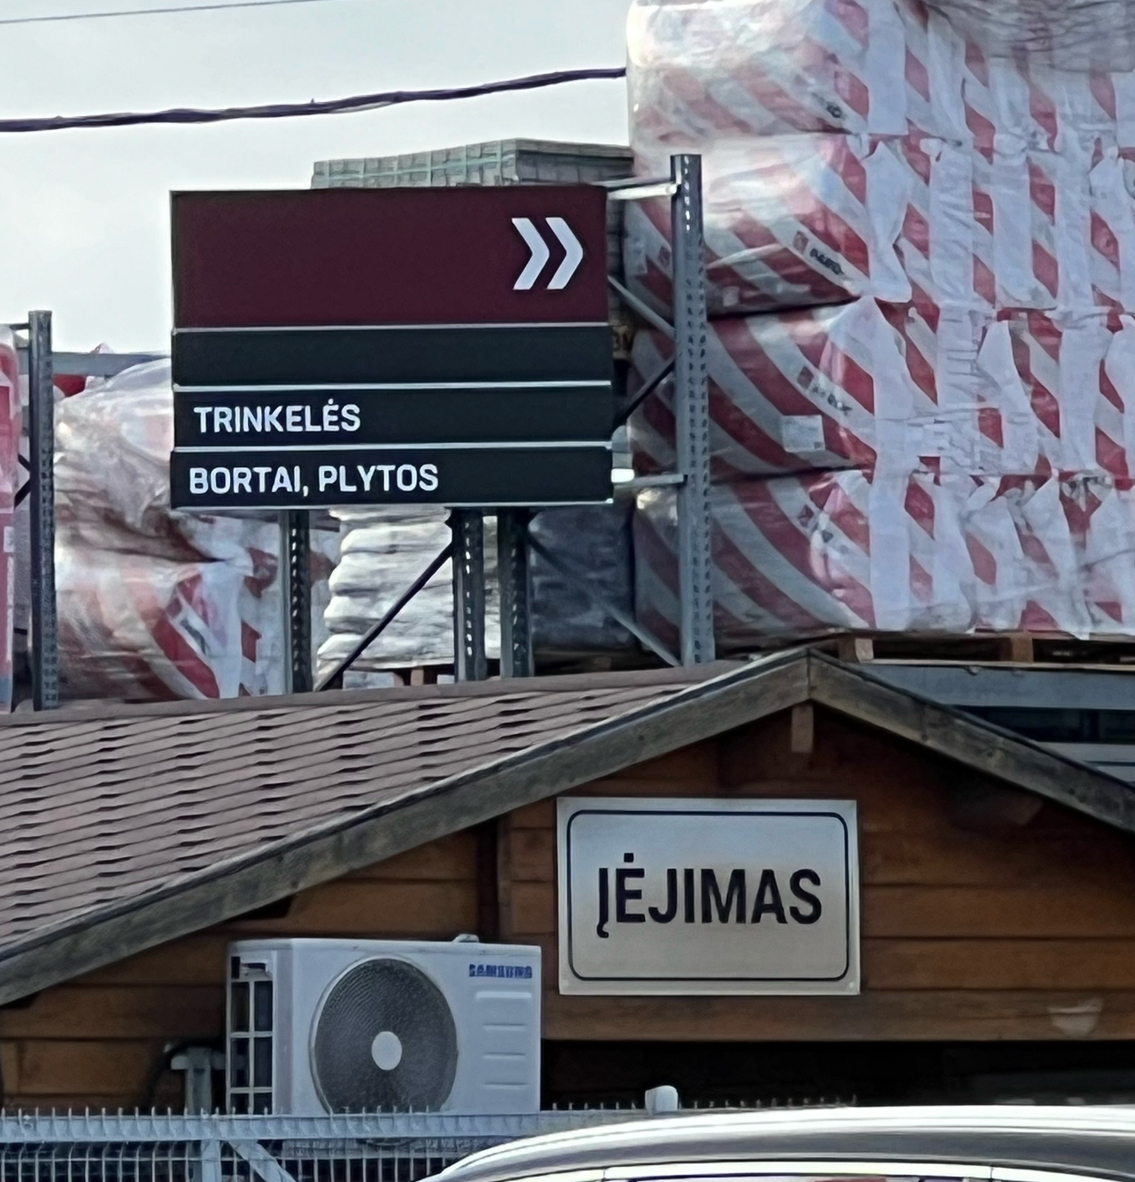 TRINKELĖS
BORTAI, PLYTOS
ĮĖJIMAS
SAMSUNG